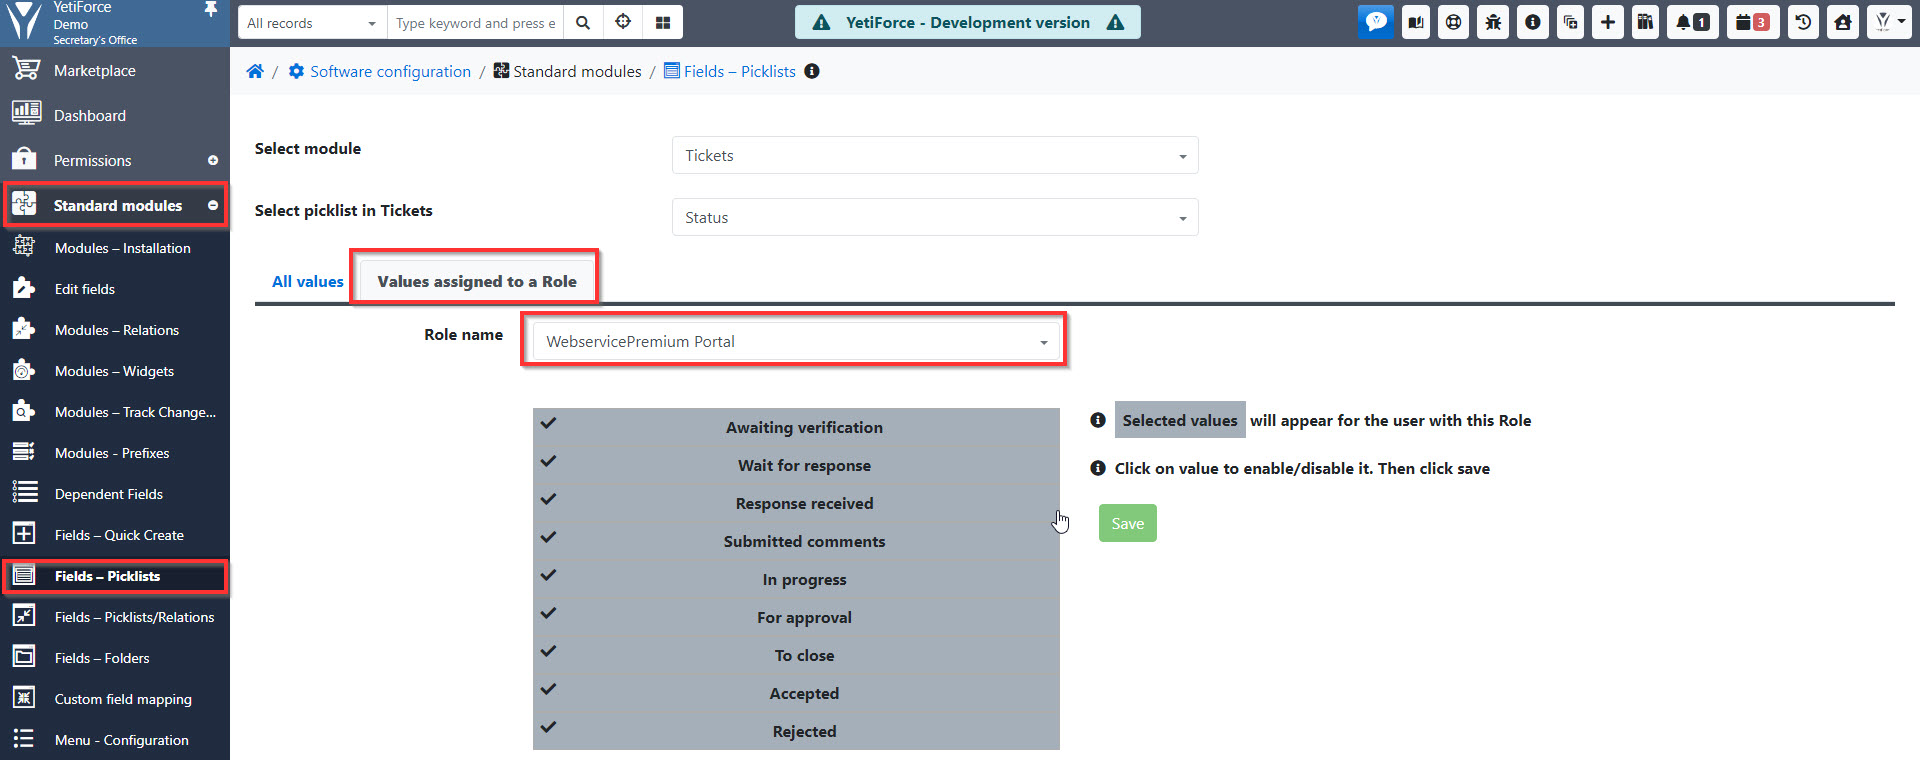 YetiForce
Demo
Secretary's Office
All records
Type keyword and press e
YetiForce - Development version
1
3
Marketplace
Dashboard
Permissions
Standard modules
Modules – Installation
Edit fields
Modules – Relations
Modules – Widgets
Modules – Track Change...
Modules - Prefixes
Dependent Fields
Fields – Quick Create
Fields – Picklists
Fields – Picklists/Relations
Fields – Folders
Custom field mapping
Menu - Configuration
/ Software configuration / Standard modules / Fields – Picklists
Select module
Tickets
Select picklist in Tickets
Status
All values
Values assigned to a Role
Role name
WebservicePremium Portal
Awaiting verification
Wait for response
Response received
Submitted comments
In progress
For approval
To close
Accepted
Rejected
Selected values will appear for the user with this Role
Click on value to enable/disable it. Then click save
Save